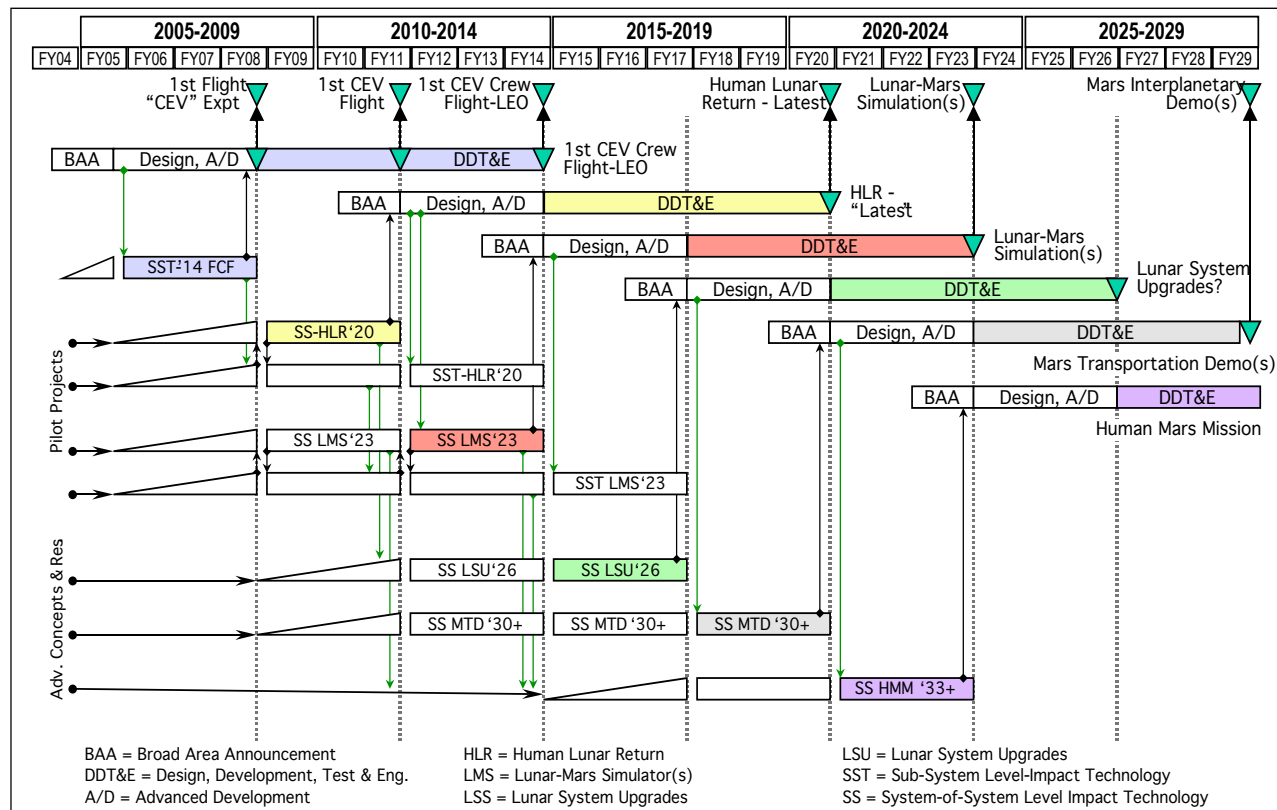 2005-2009 2010-2014 2015-2019 2020-2024 2025-2029
FY04 FY05 FY06 FY07 FY08 FY09 FY10 FY11 FY12 FY13 FY14 FY15 FY16 FY17 FY18 FY19 FY20 FY21 FY22 FY23 FY24 FY25 FY26 FY27 FY28 FY29
1st Flight
“CEV” Expt
1st CEV
Flight
1st CEV Crew
Flight-LEO
Human Lunar
Return - Latest
Lunar-Mars
Simulation(s)
Mars Interplanetary
Demo(s)
BAA Design, A/D DDT&E
1st CEV Crew
Flight-LEO
BAA Design, A/D DDT&E
HLR -
“Latest
BAA Design, A/D DDT&E
Lunar-Mars
Simulation(s)
SST-‘14 FCF
BAA Design, A/D DDT&E
Lunar System
Upgrades?
SS-HLR‘20
BAA Design, A/D DDT&E
Mars Transportation Demo(s)
SST-HLR‘20
BAA Design, A/D DDT&E
Human Mars Mission
Pilot Projects
SS LMS‘23 SS LMS‘23
SST LMS‘23
Adv. Concepts & Res
SS LSU‘26 SS LSU‘26
SS MTD ‘30+ SS MTD ‘30+ SS MTD ‘30+
SS HMM ‘33+
BAA = Broad Area Announcement
DDT&E = Design, Development, Test & Eng.
A/D = Advanced Development
HLR = Human Lunar Return
LMS = Lunar-Mars Simulator(s)
LSS = Lunar System Upgrades
LSU = Lunar System Upgrades
SST = Sub-System Level-Impact Technology
SS = System-of-System Level Impact Technology